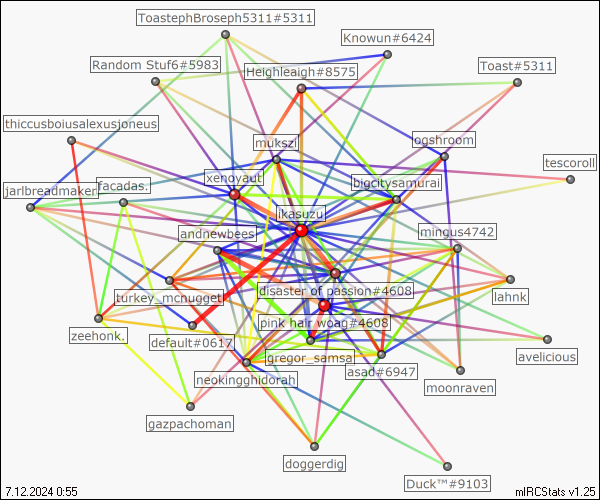 ToastephBroseph5311#5311
Knowun#6424
Random Stuf6#5983
Heighleaigh#8575
Toast#5311
thiccusboiusalexusjoneus
mukszi
ogshroom
tescoroll
xenoyaut
bigcitysamurai
jarlbreadmaker.
facadas.
ikasuzu
andnewbees
mingus4742
disaster of passion#4608
lahnk
turkey_mcnugget
pink hair woag#4608
zeehonk.
default#0617
avelicious
gregor_samsa
asad#6947
neokingghidorah
moonraven
gazpachoman
doggerdig
Duck™#9103
7.12.2024 0:55
mIRCStats v1.25